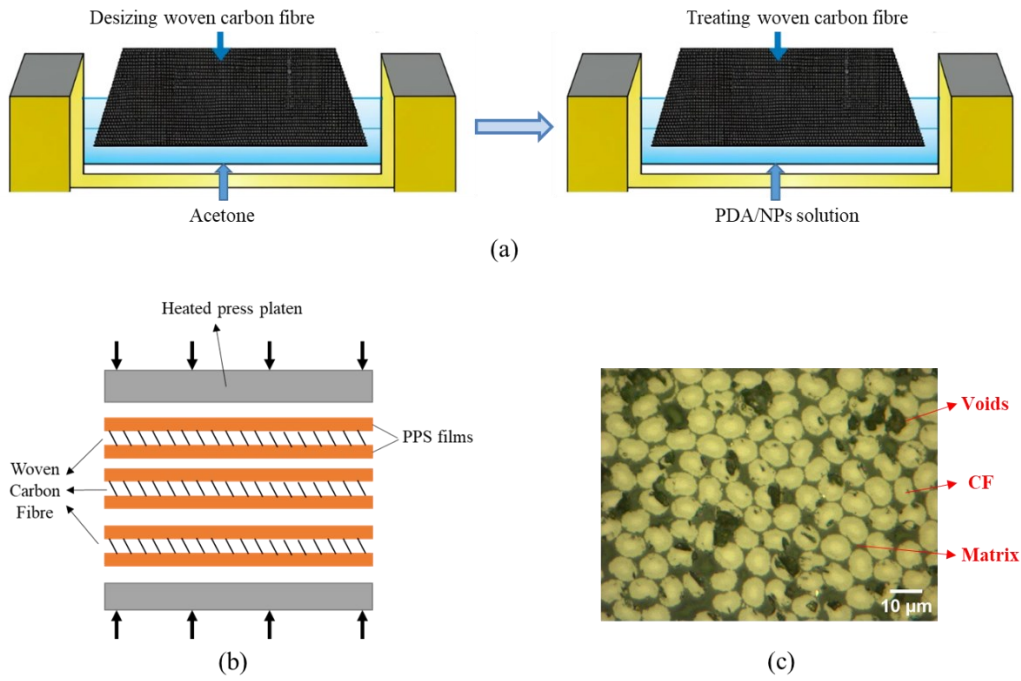 Desizing woven carbon fibre
Treating woven carbon fibre
Acetone
PDA/NPs solution
(a)
Heated press platen
PPS films
Woven
Carbon
Fibre
(b)
Voids
CF
Matrix
10 µm
(c)